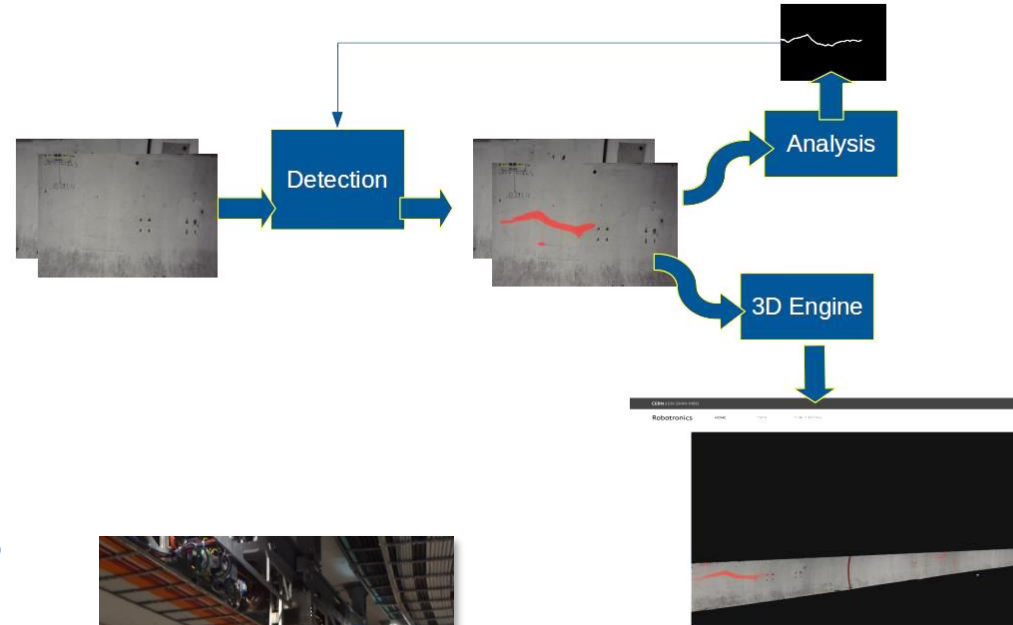 Analysis
Detection
3D Engine
CERN
Robotronics
HOME